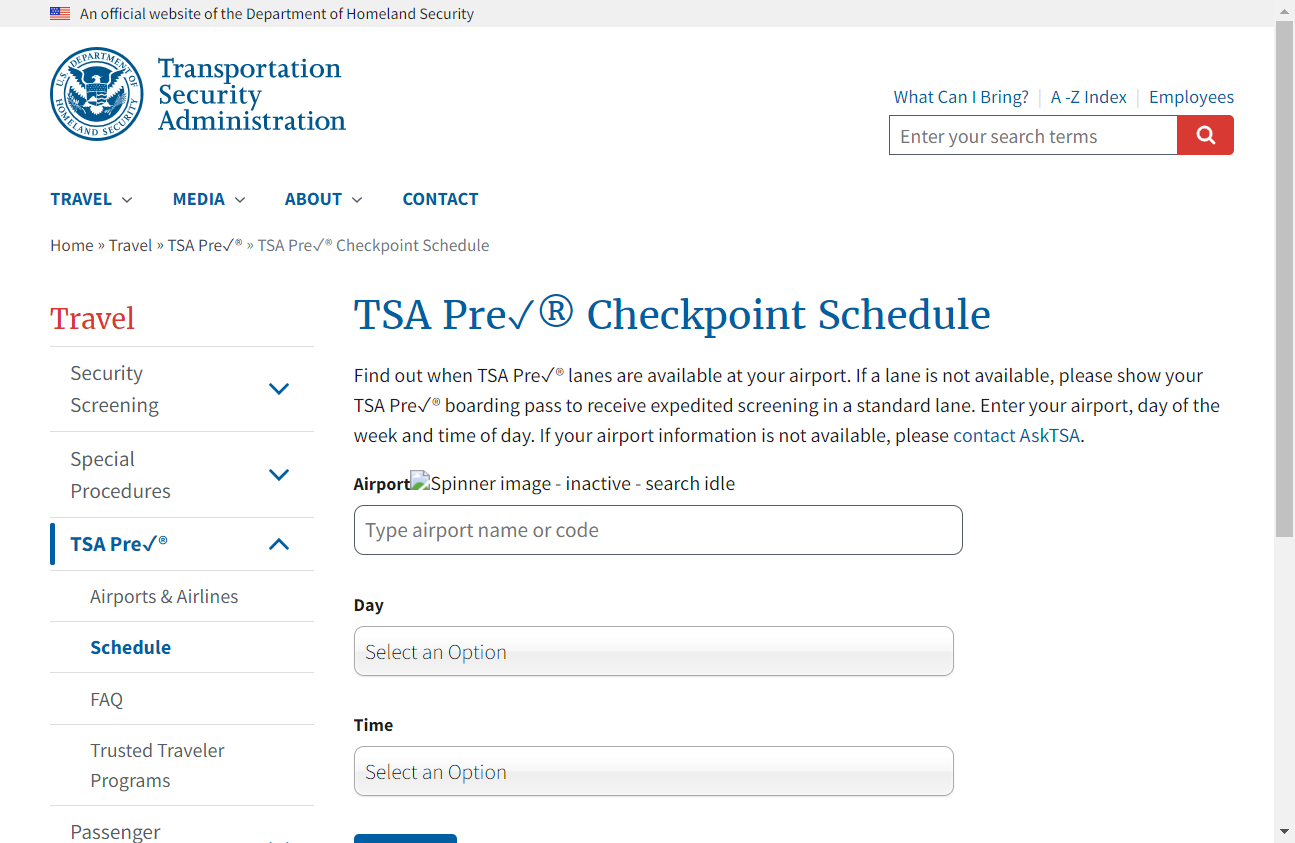 An official website of the Department of Homeland Security
U.S. DEPARTMENT OF HOMELAND SECURITY
Transportation
Security
Administration
What Can I Bring? A -Z Index Employees
Enter your search terms
TRAVEL MEDIA ABOUT CONTACT
Home » Travel » TSA Pre✓® » TSA Pre✓® Checkpoint Schedule
Travel
Security
Screening
Special
Procedures
TSA Pre✓®
Airports & Airlines
Schedule
FAQ
Trusted Traveler
Programs
Passenger
TSA Pre✓® Checkpoint Schedule
Find out when TSA Pre✓® lanes are available at your airport. If a lane is not available, please show your
TSA Pre✓® boarding pass to receive expedited screening in a standard lane. Enter your airport, day of the
week and time of day. If your airport information is not available, please contact AskTSA.
Airport Spinner image - inactive - search idle
Type airport name or code
Day
Select an Option
Time
Select an Option